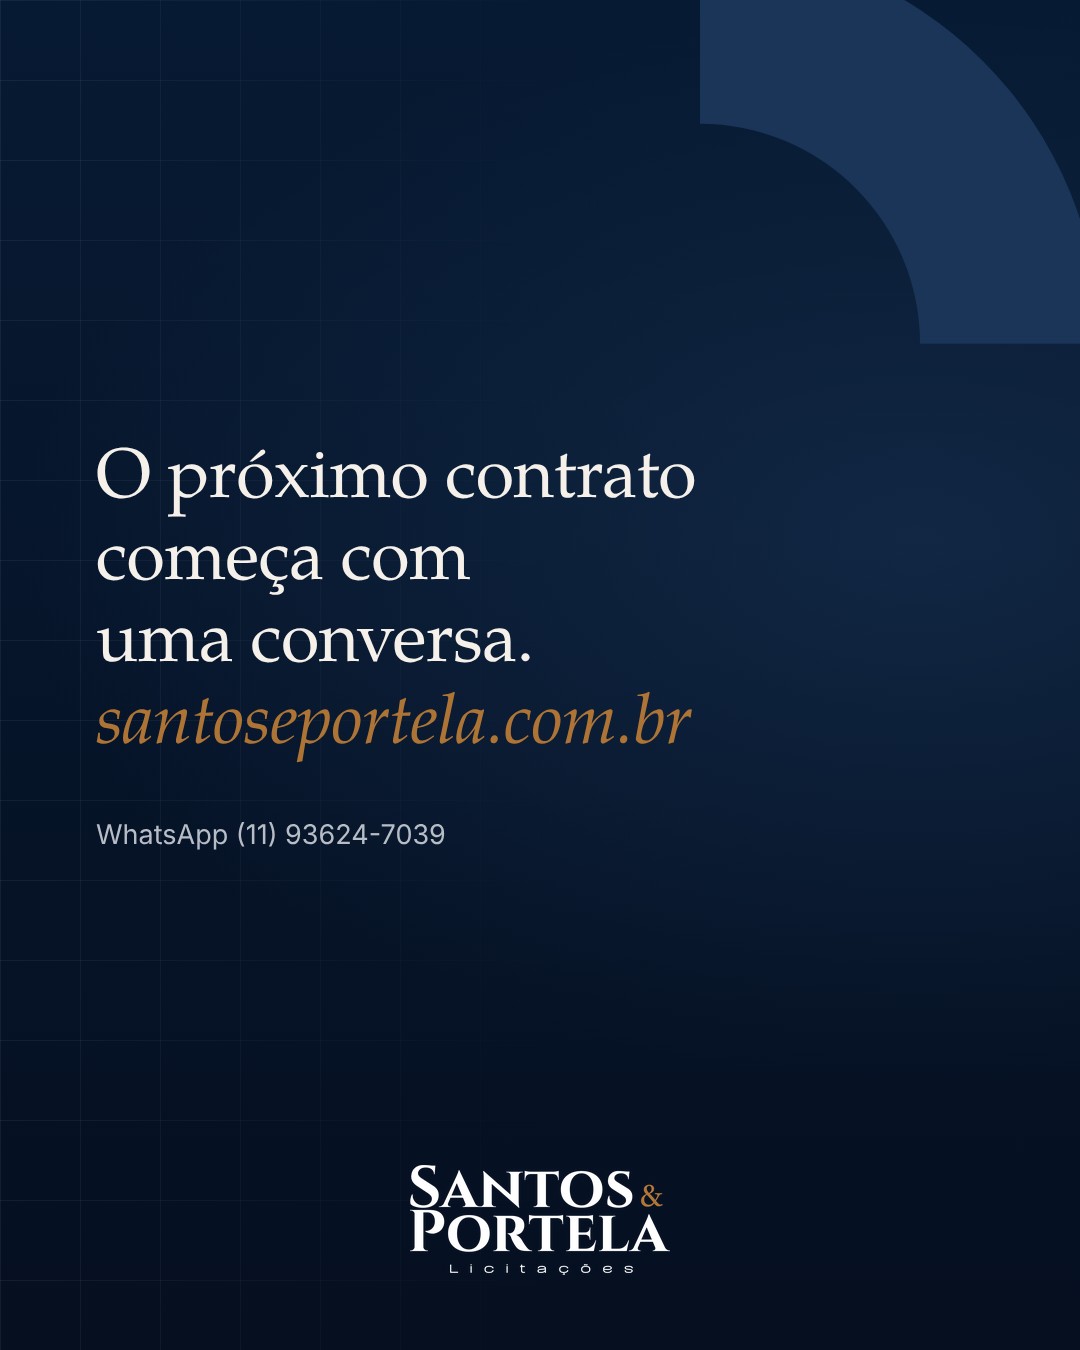 O próximo contrato
começa com
uma conversa.
santoseportela.com.br
WhatsApp (11) 93624-7039
SANTOS &
PORTELA
Licitações